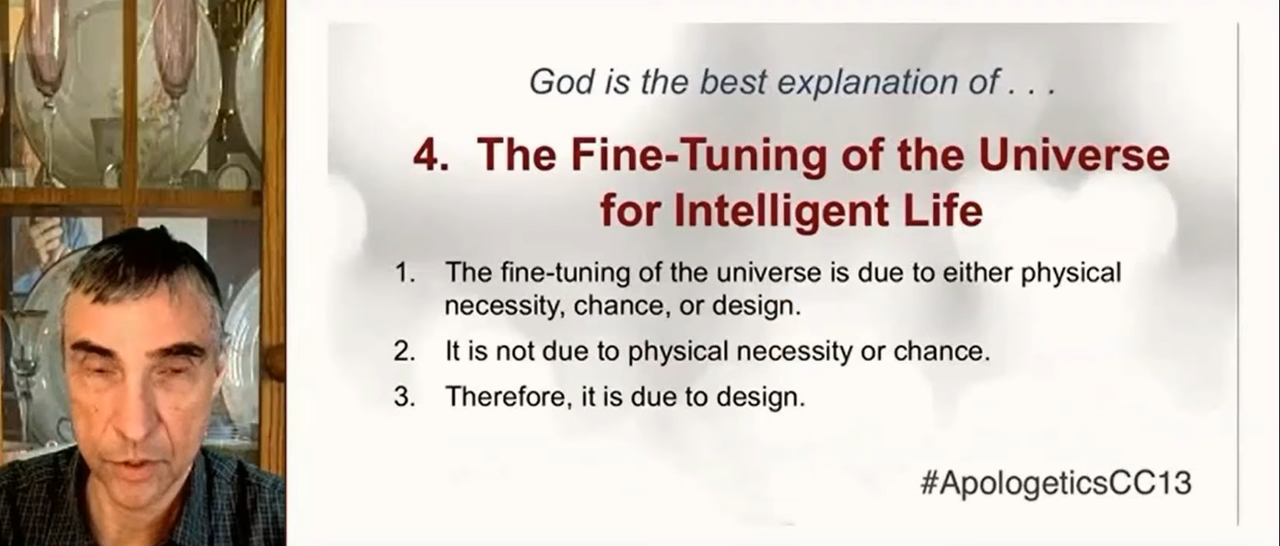 God is the best explanation of . . .
4. The Fine-Tuning of the Universe
for Intelligent Life
1. The fine-tuning of the universe is due to either physical
necessity, chance, or design.
2. It is not due to physical necessity or chance.
3. Therefore, it is due to design.
#ApologeticsCC13